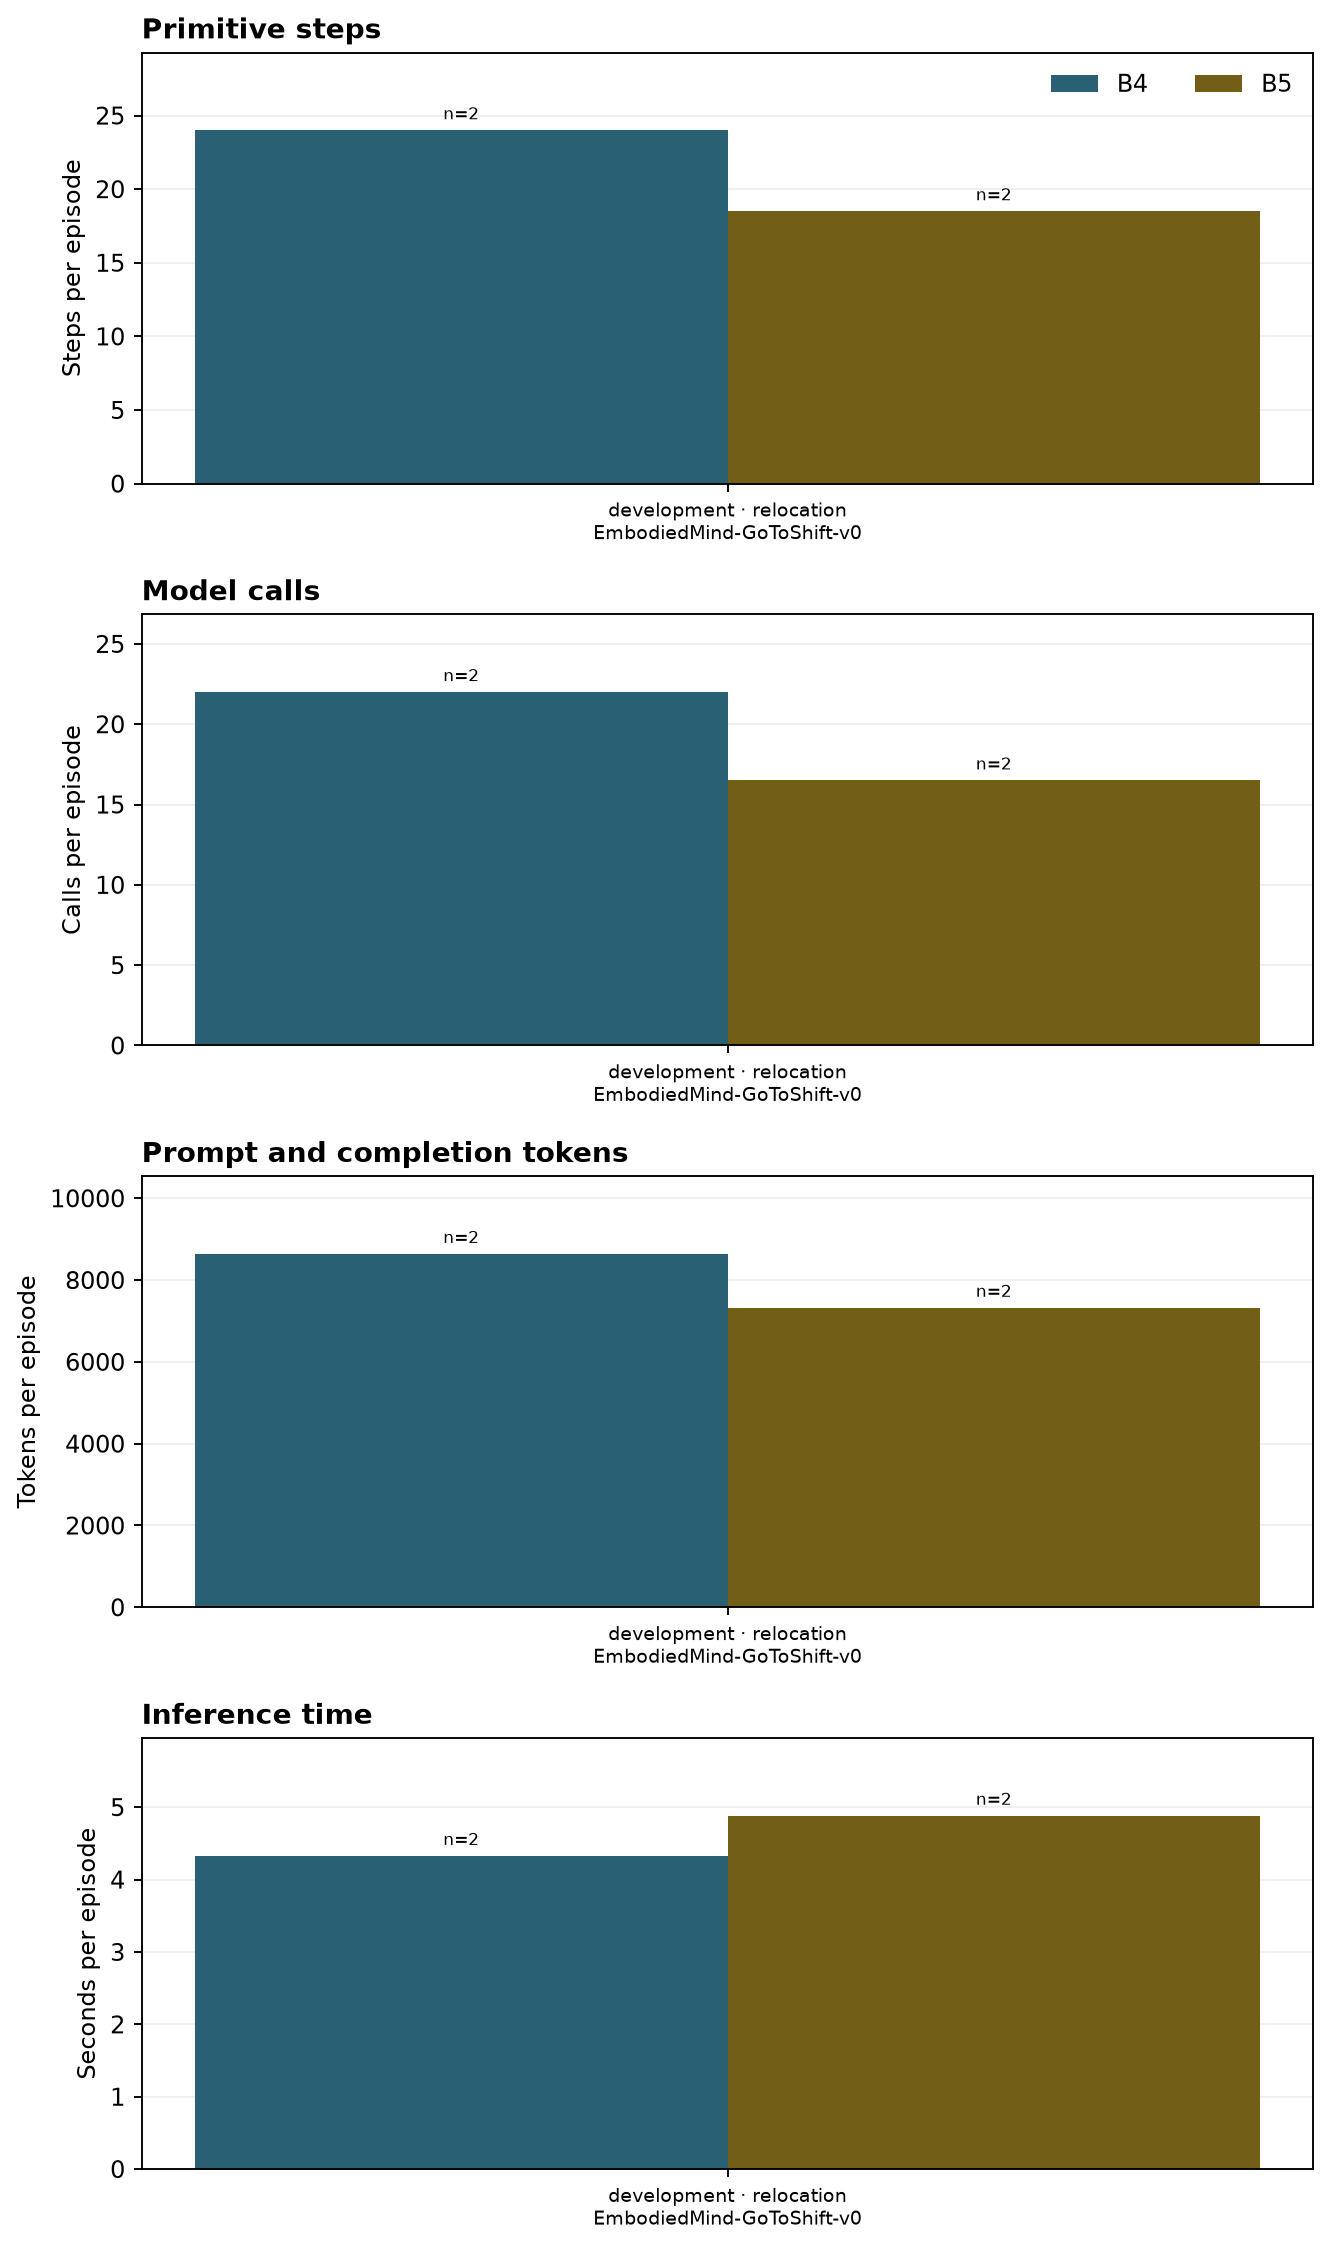 Primitive steps
B4
B5
n=2
n=2
25
20
15
10
5
0
Steps per episode
development · relocation
EmbodiedMind-GoToShift-v0
Model calls
n=2
n=2
25
20
15
10
5
0
Calls per episode
development · relocation
EmbodiedMind-GoToShift-v0
Prompt and completion tokens
n=2
n=2
10000
8000
6000
4000
2000
0
Tokens per episode
development · relocation
EmbodiedMind-GoToShift-v0
Inference time
n=2
n=2
5
4
3
2
1
0
Seconds per episode
development · relocation
EmbodiedMind-GoToShift-v0